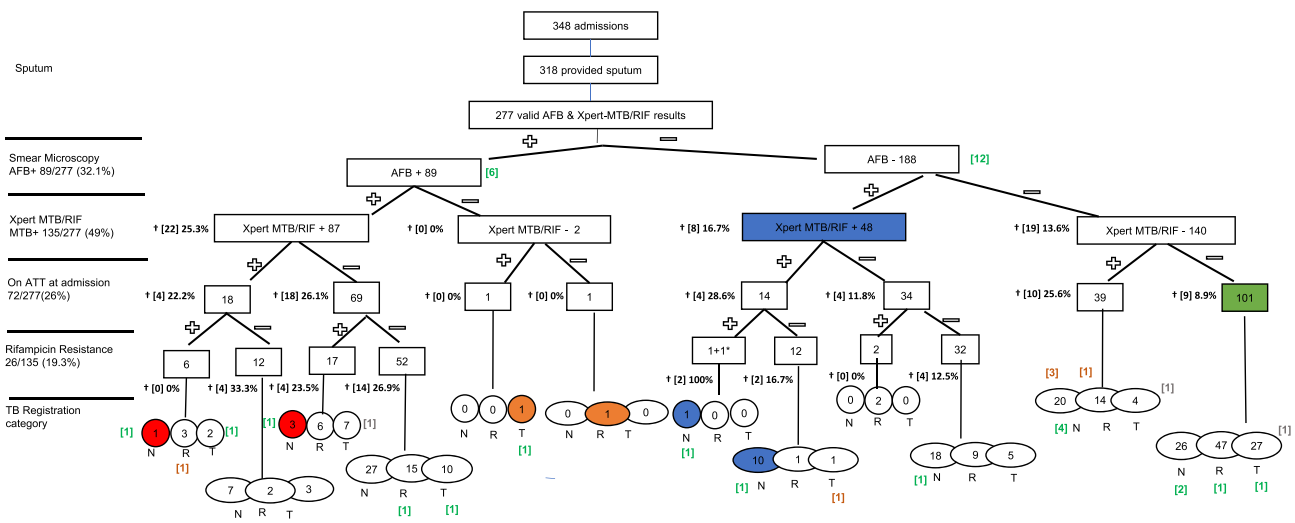 348 admissions
Sputum
318 provided sputum
277 valid AFB & Xpert-MTB/RIF results
Smear Microscopy
AFB+ 89/277 (32.1%)
AFB + 89
[6]
AFB - 188
[12]
Xpert MTB/RIF
MTB+ 135/277 (49%)
† [22] 25.3%
Xpert MTB/RIF + 87
† [0] 0%
Xpert MTB/RIF - 2
† [8] 16.7%
Xpert MTB/RIF + 48
† [19] 13.6%
Xpert MTB/RIF - 140
On ATT at admission
72/277(26%)
† [4] 22.2%
18
† [18] 26.1%
69
† [0] 0%
1
† [0] 0%
1
† [4] 28.6%
14
† [4] 11.8%
34
† [10] 25.6%
39
† [9] 8.9%
101
Rifampicin Resistance
26/135 (19.3%)
6
12
17
52
1+1*
12
2
32
† [0] 0%
† [4] 33.3%
† [4] 23.5%
† [14] 26.9%
† [2] 100%
† [2] 16.7%
† [0] 0%
† [4] 12.5%
TB Registration
category
[1]
1
3
2
[1]
N
R
T
[1]
[1]
3
6
7
[1]
N
R
T
0
0
1
N
R
T
[1]
0
1
0
N
R
T
1
0
0
N
R
T
[1]
0
2
0
N
R
T
[3]
[1]
20
14
4
[1]
[4]
N
R
T
7
2
3
N
R
T
27
15
10
N
R
T
[1]
[1]
10
1
1
[1]
N
R
T
[1]
18
9
5
[1]
N
R
T
26
47
27
[1]
N
R
T
[2]
[1]
[1]